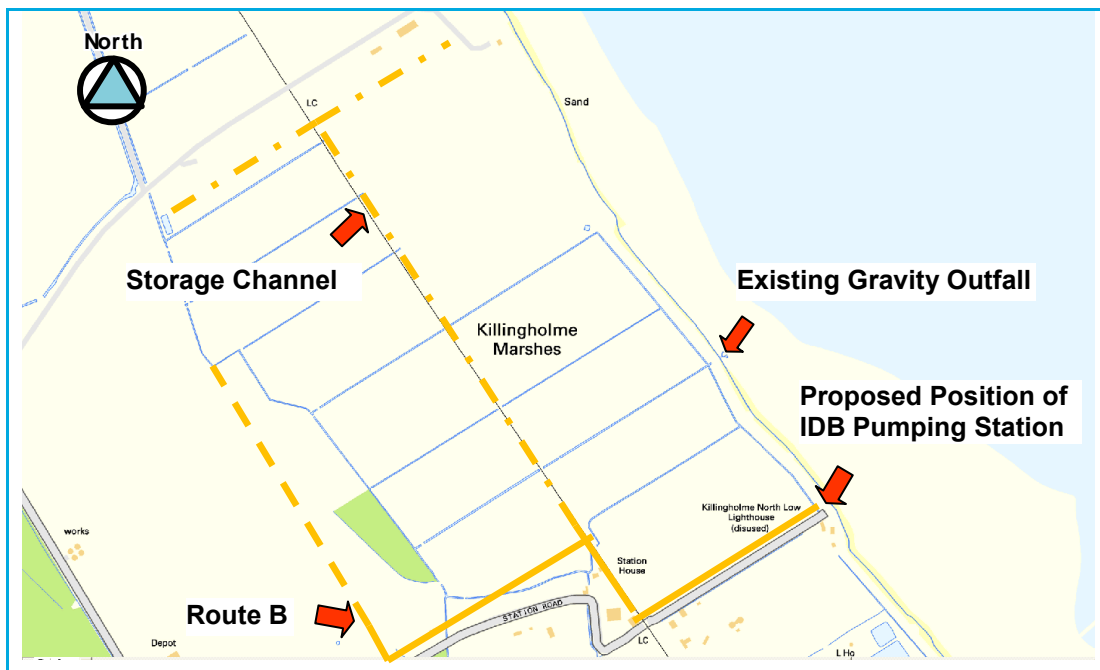 North
LC
Sand
Storage Channel
Existing Gravity Outfall
Killingholme
Marshes
Proposed Position of
IDB Pumping Station
Killingholme North Low
Lighthouse
(disused)
works
Station
House
Route B
STATION ROAD
Depot
LC
L Ho